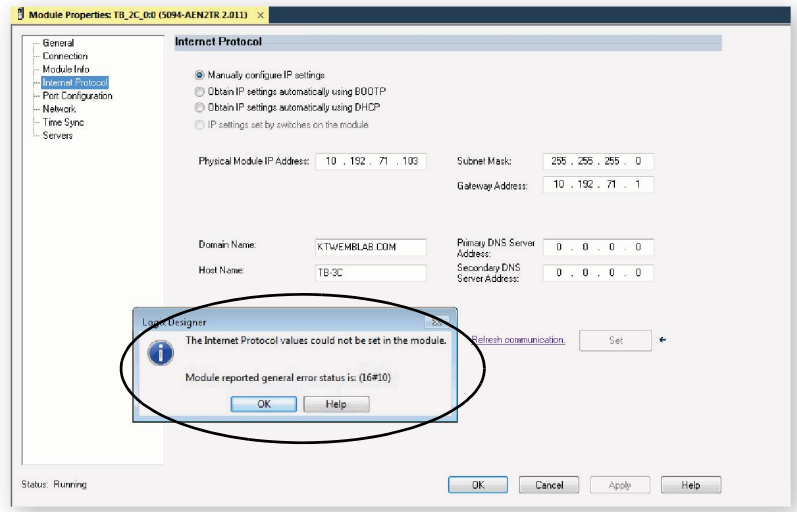 Module Properties: TB_2C_0:0 (5094-AEN2TR 2.011) ×
General
Connection
Module Info
Internet Protocol
Port Configuration
Network
Time Sync
Servers
Internet Protocol
Manually configure IP settings
Obtain IP settings automatically using BOOTP
Obtain IP settings automatically using DHCP
IP settings set by switches on the module
Physical Module IP Address: 10 . 192 . 71 . 103
Subnet Mask: 255 . 255 . 255 . 0
Gateway Address: 10 . 192 . 71 . 1
Domain Name: KTWEMBLAB.COM
Primary DNS Server Address: 0 . 0 . 0 . 0
Host Name: TB-3C
Secondary DNS Server Address: 0 . 0 . 0 . 0
Logix Designer
The Internet Protocol values could not be set in the module.
Module reported general error status is: (16#10)
OK Help
Refresh communication. Set ←
Status: Running
OK Cancel Apply Help